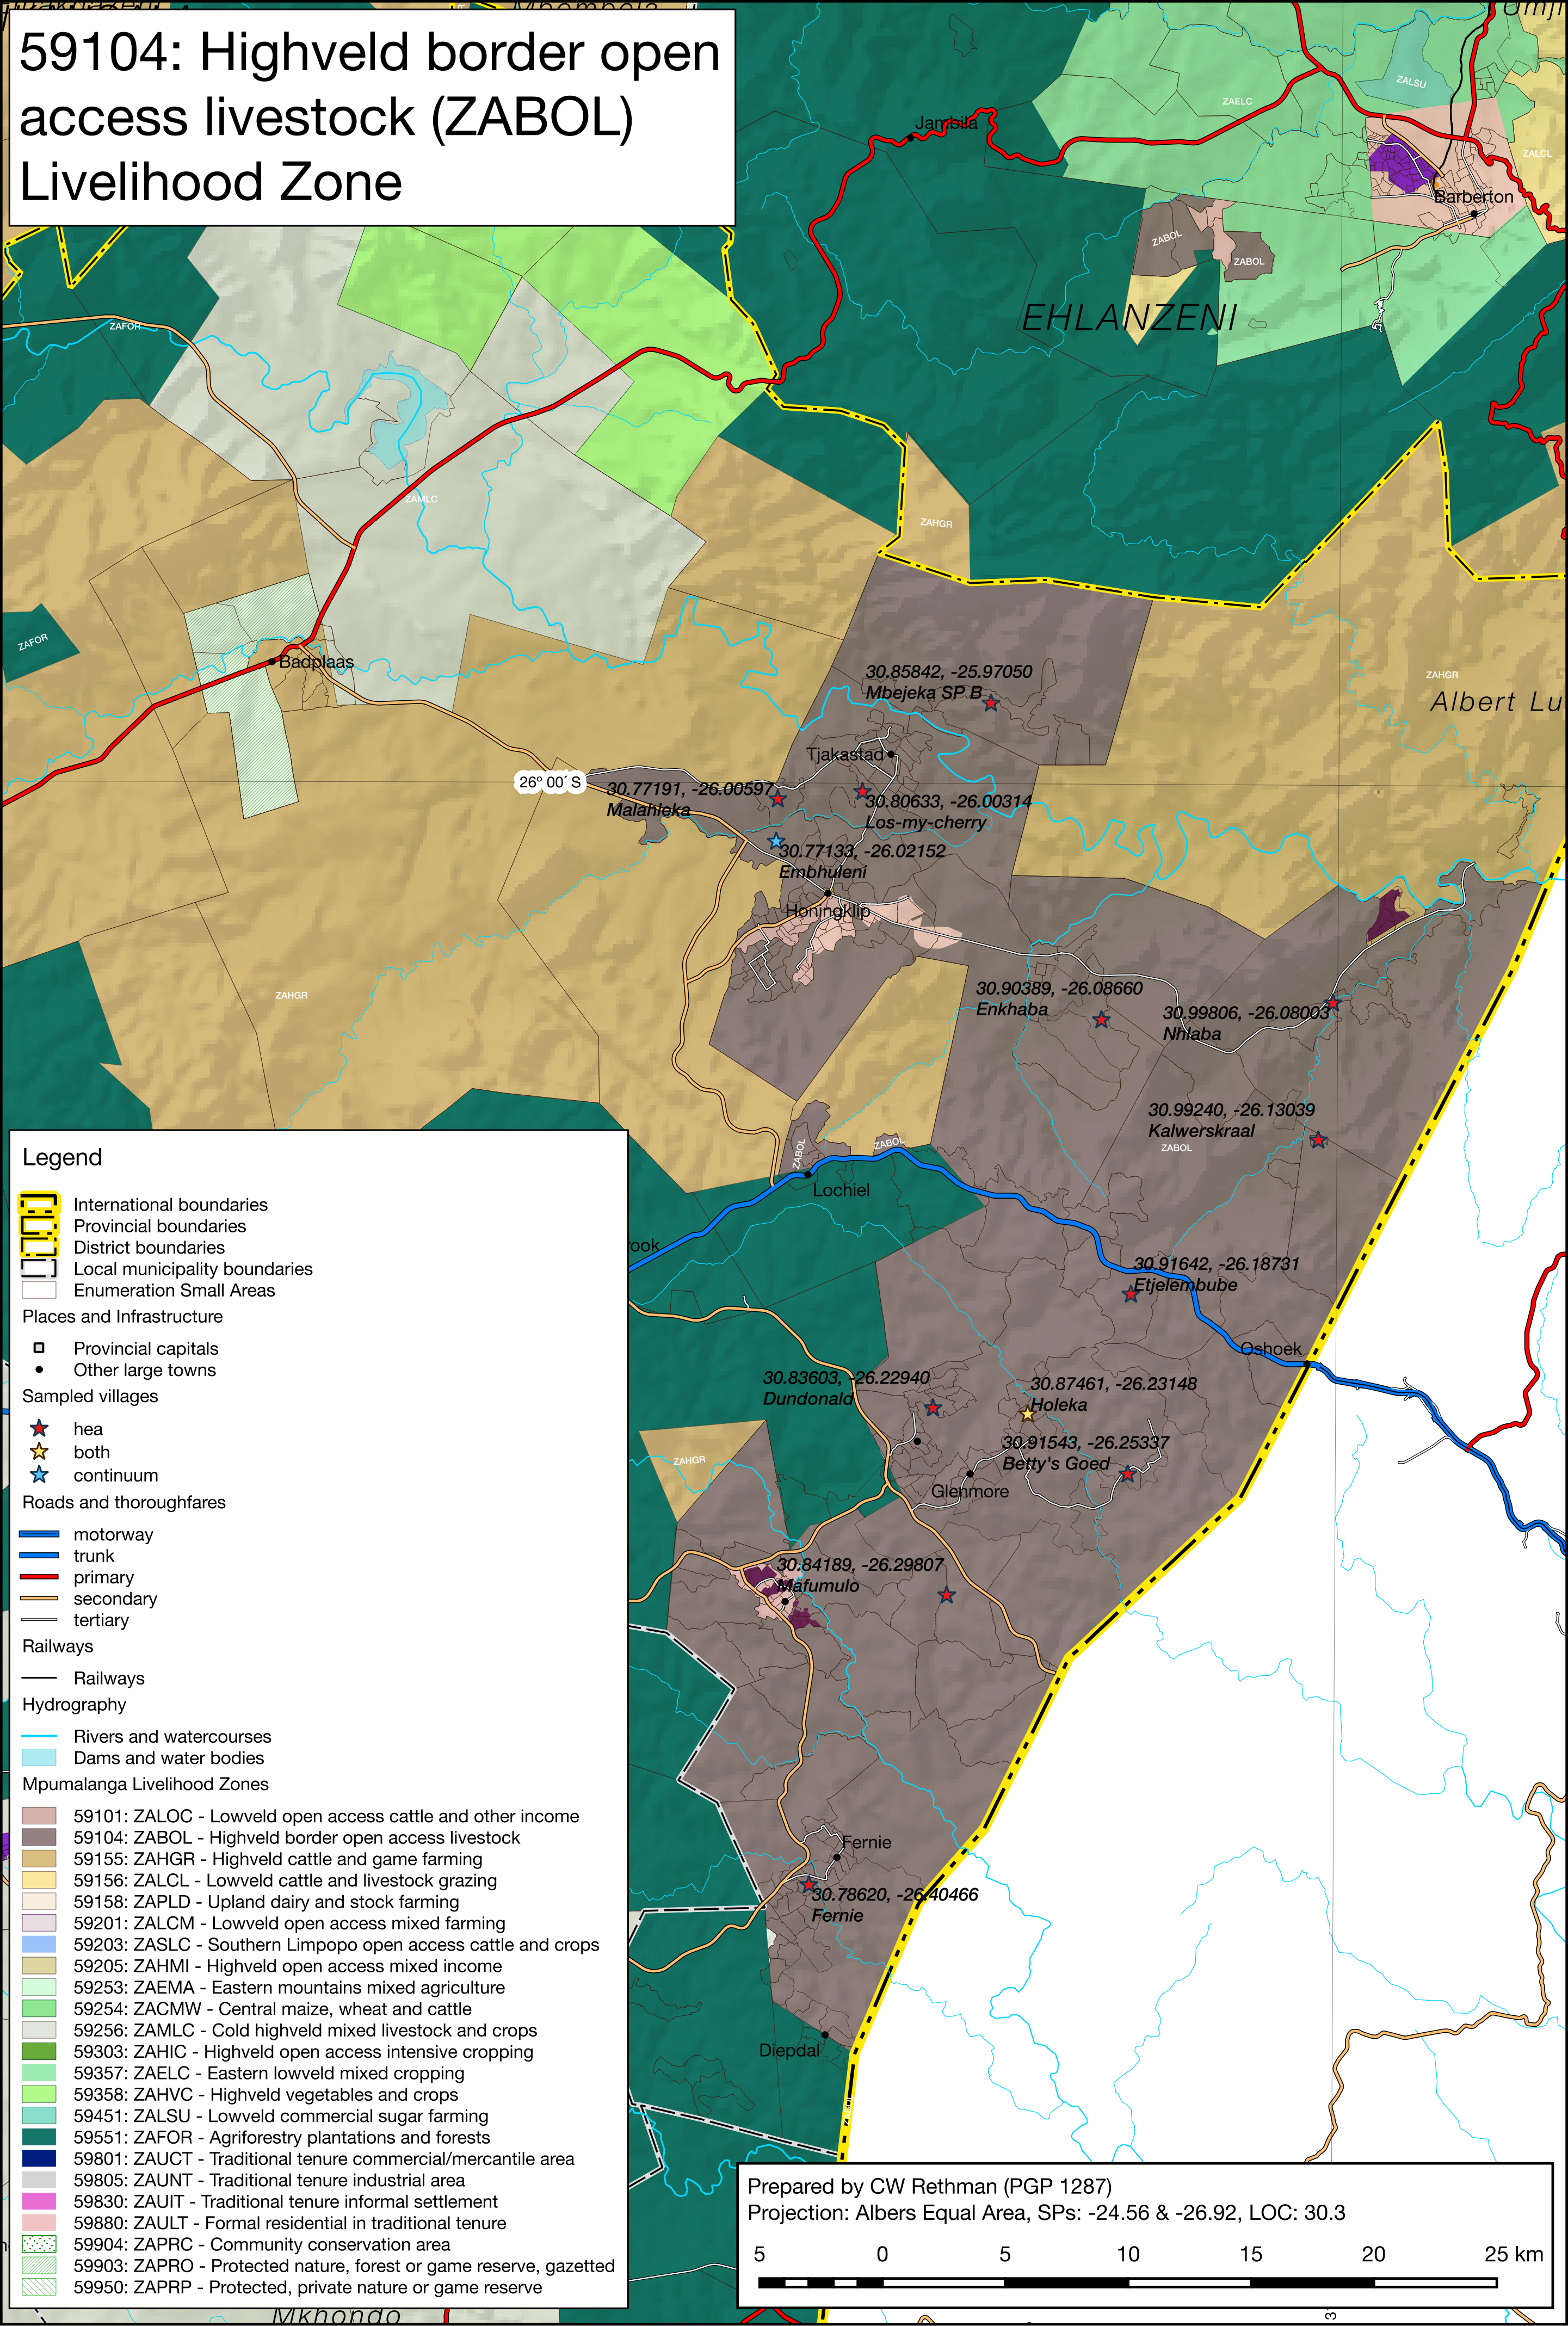 Mbombela
Umji
59104: Highveld border open
access livestock (ZABOL)
Livelihood Zone
ZALSU
ZAELC
Jambila
ZALCL
Barberton
ZABOL
ZABOL
EHLANZENI
ZAFOR
ZAMLC
ZAHGR
ZAFOR
Badplaas
ZAHGR
Albert Lu
30.85842, -25.97050
Mbejeka SP B
Tjakastad
26° 00´ S
30.77191, -26.00597
Malahleka
30.80633, -26.00314
Los-my-cherry
30.77133, -26.02152
Embhuleni
Honingklip
ZAHGR
30.90389, -26.08660
Enkhaba
30.99806, -26.08003
Nhlaba
30.99240, -26.13039
Kalwerskraal
ZABOL
ZABOL
ZABOL
Lochiel
rook
30.91642, -26.18731
Etjelembube
Oshoek
30.83603, -26.22940
Dundonald
30.87461, -26.23148
Holeka
30.91543, -26.25337
Betty's Goed
ZAHGR
Glenmore
30.84189, -26.29807
Mafumulo
Fernie
30.78620, -26.40466
Fernie
Diepdal
Legend
International boundaries
Provincial boundaries
District boundaries
Local municipality boundaries
Enumeration Small Areas
Places and Infrastructure
Provincial capitals
Other large towns
Sampled villages
hea
both
continuum
Roads and thoroughfares
motorway
trunk
primary
secondary
tertiary
Railways
Railways
Hydrography
Rivers and watercourses
Dams and water bodies
Mpumalanga Livelihood Zones
59101: ZALOC - Lowveld open access cattle and other income
59104: ZABOL - Highveld border open access livestock
59155: ZAHGR - Highveld cattle and game farming
59156: ZALCL - Lowveld cattle and livestock grazing
59158: ZAPLD - Upland dairy and stock farming
59201: ZALCM - Lowveld open access mixed farming
59203: ZASLC - Southern Limpopo open access cattle and crops
59205: ZAHMI - Highveld open access mixed income
59253: ZAEMA - Eastern mountains mixed agriculture
59254: ZACMW - Central maize, wheat and cattle
59256: ZAMLC - Cold highveld mixed livestock and crops
59303: ZAHIC - Highveld open access intensive cropping
59357: ZAELC - Eastern lowveld mixed cropping
59358: ZAHVC - Highveld vegetables and crops
59451: ZALSU - Lowveld commercial sugar farming
59551: ZAFOR - Agriforestry plantations and forests
59801: ZAUCT - Traditional tenure commercial/mercantile area
59805: ZAUNT - Traditional tenure industrial area
59830: ZAUIT - Traditional tenure informal settlement
59880: ZAULT - Formal residential in traditional tenure
59904: ZAPRC - Community conservation area
59903: ZAPRO - Protected nature, forest or game reserve, gazetted
59950: ZAPRP - Protected, private nature or game reserve
Mkhondo
Prepared by CW Rethman (PGP 1287)
Projection: Albers Equal Area, SPs: -24.56 & -26.92, LOC: 30.3
5 0 5 10 15 20 25 km
3